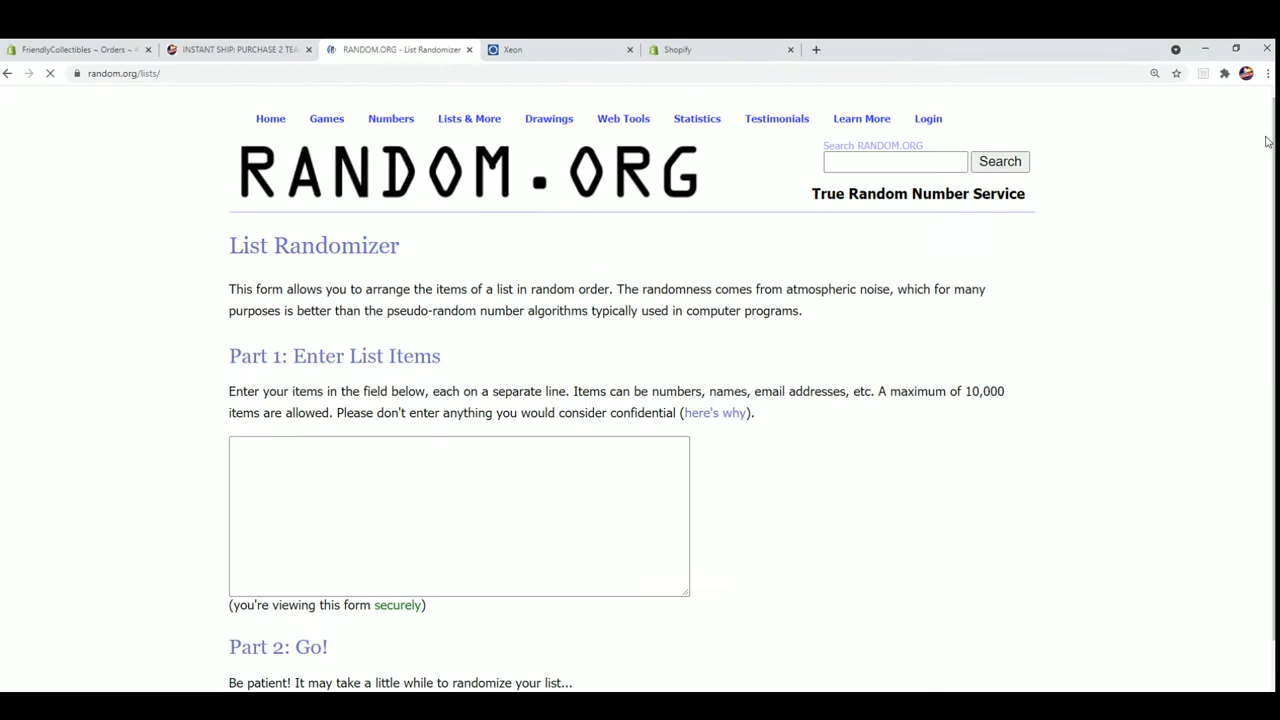 FriendlyCollectibles ~ Orders ~
INSTANT SHIP: PURCHASE 2 TEA
RANDOM.ORG - List Randomizer
Xeon
Shopify
random.org/lists/
Home Games Numbers Lists & More Drawings Web Tools Statistics Testimonials Learn More Login
RANDOM.ORG
Search RANDOM.ORG
Search
True Random Number Service
List Randomizer
This form allows you to arrange the items of a list in random order. The randomness comes from atmospheric noise, which for many
purposes is better than the pseudo-random number algorithms typically used in computer programs.
Part 1: Enter List Items
Enter your items in the field below, each on a separate line. Items can be numbers, names, email addresses, etc. A maximum of 10,000
items are allowed. Please don't enter anything you would consider confidential (here's why).
(you're viewing this form securely)
Part 2: Go!
Be patient! It may take a little while to randomize your list...